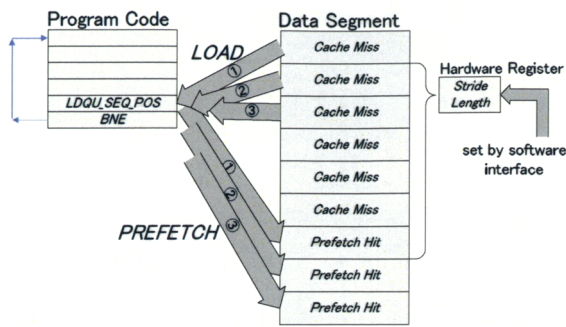 Program Code
Data Segment
LOAD
①
②
③
LDQU_SEQ_POS
BNE
Cache Miss
Cache Miss
Cache Miss
Cache Miss
Cache Miss
Cache Miss
Prefetch Hit
Prefetch Hit
Prefetch Hit
Hardware Register
Stride
Length
set by software
interface
PREFETCH
①
②
③